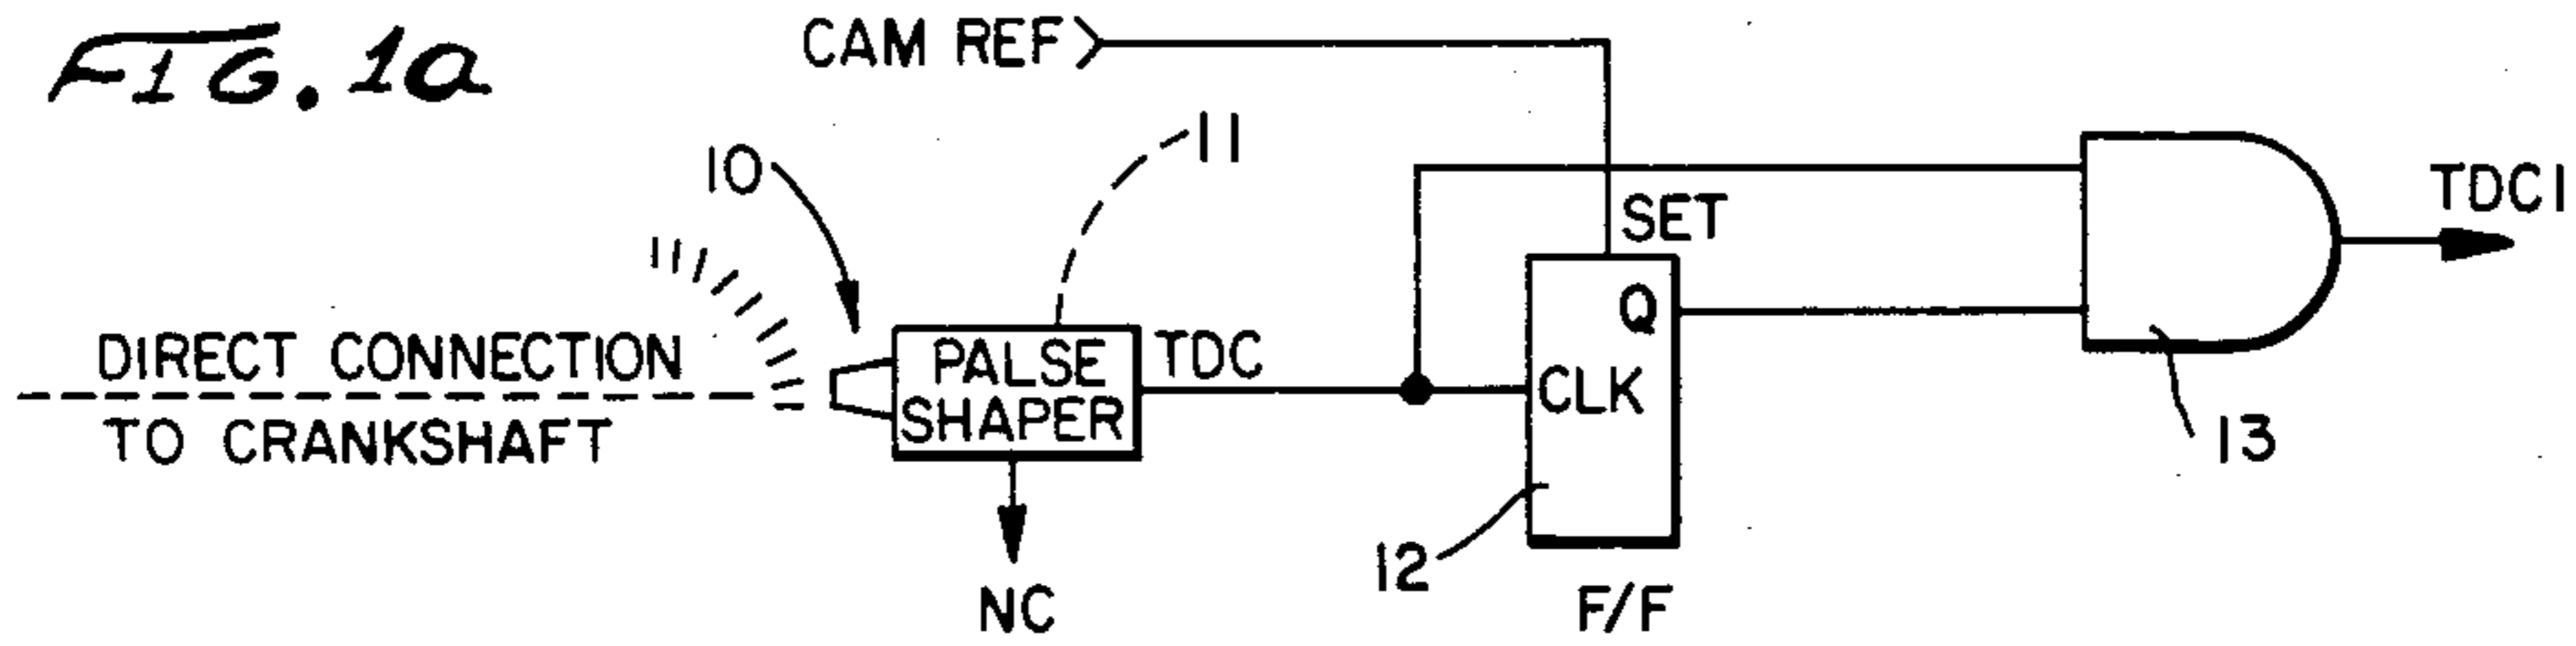 FIG. 1a
CAM REF
10
11
SET
TDC1
Q
DIRECT CONNECTION
TO CRANKSHAFT
PALSE
SHAPER
TDC
CLK
13
12
NC
F/F